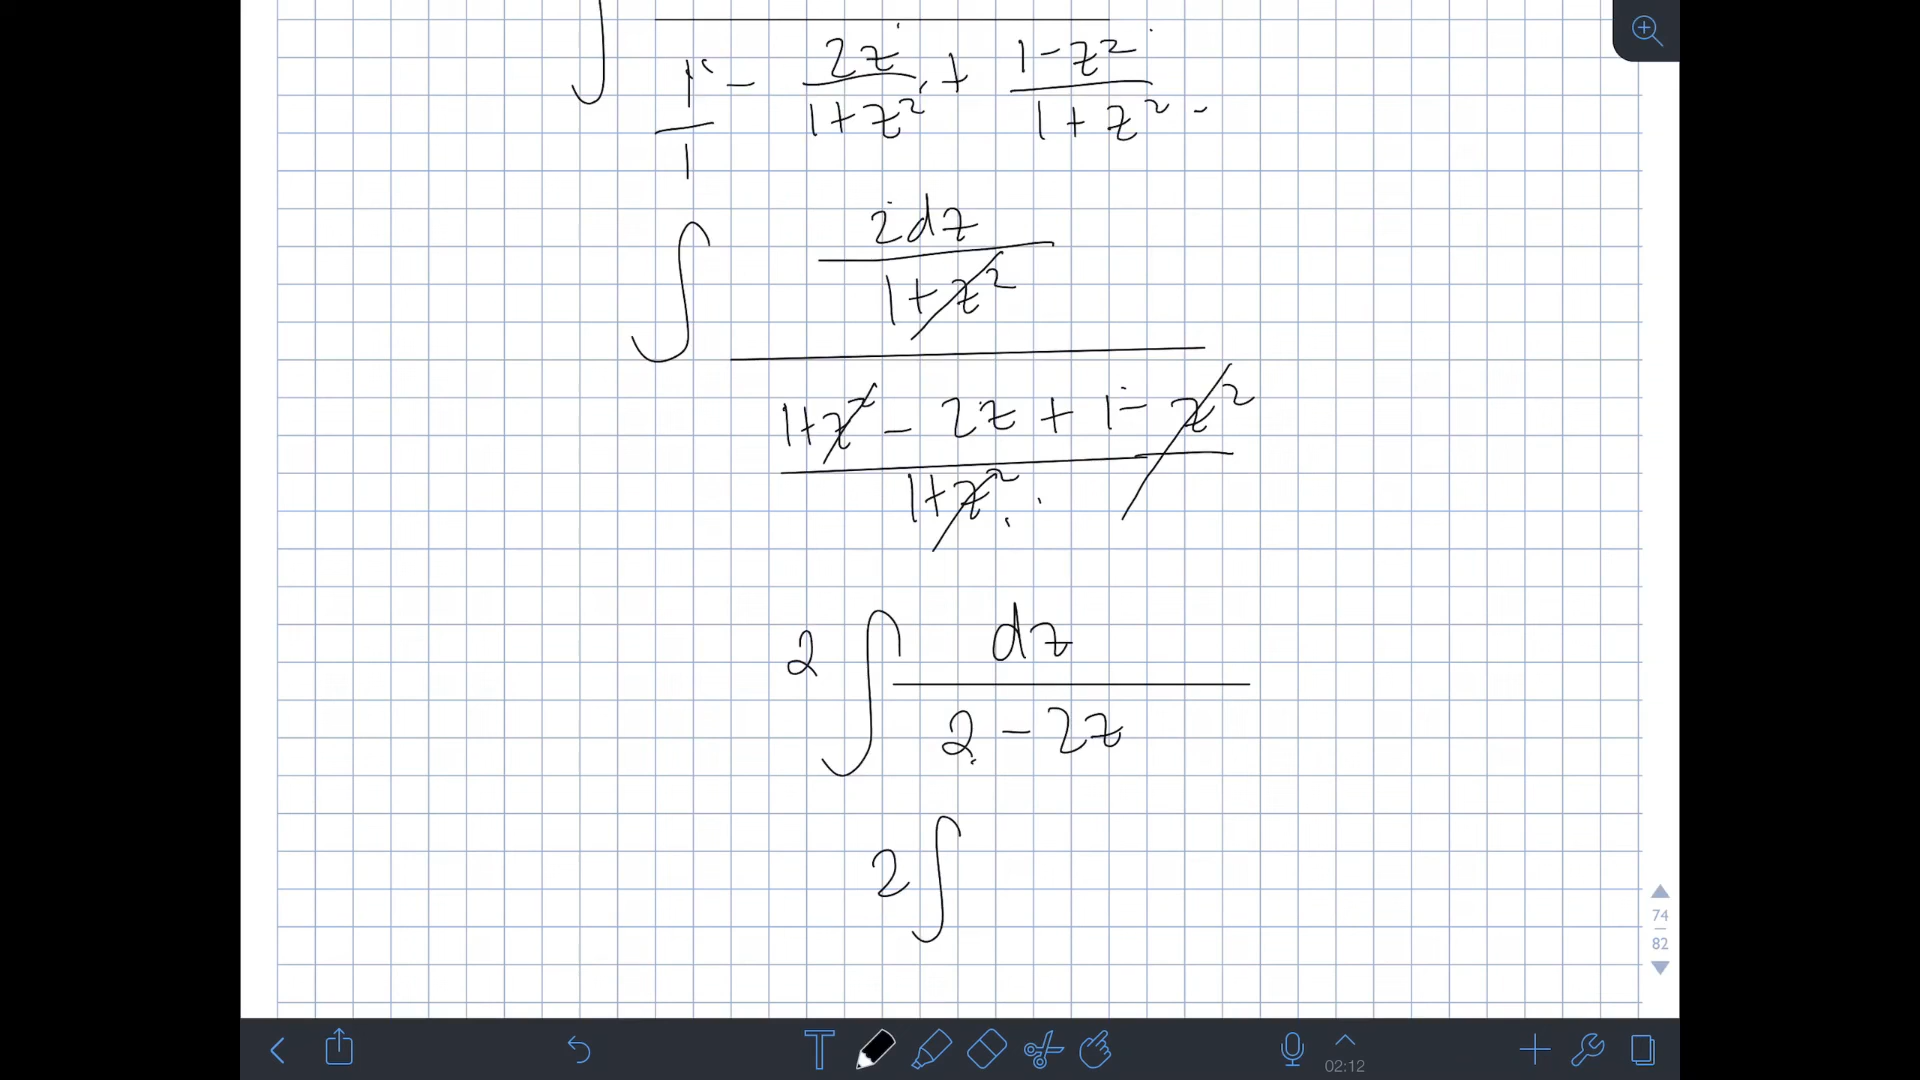 ∫ 1/1 - 2z/1+z² + 1-z²/1+z²
∫ 2dz/1+z² / 1+z² - 2z + 1 - z²/1+z²
2 ∫ dz/2 - 2z
2 ∫
74
82
T
02:12